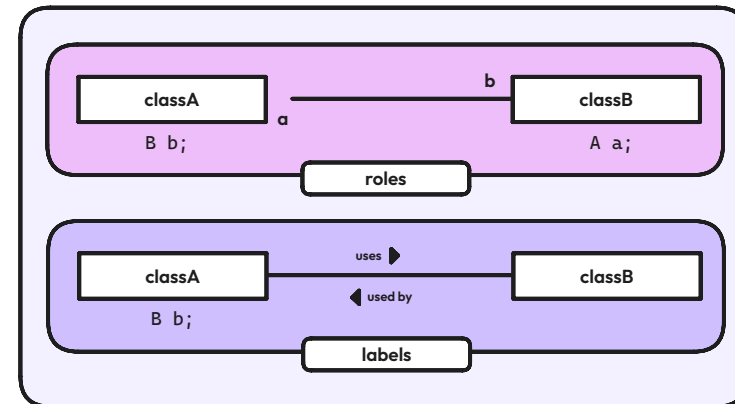 b
classA
classB
a
B b;
A a;
roles
uses
classA
classB
used by
B b;
labels